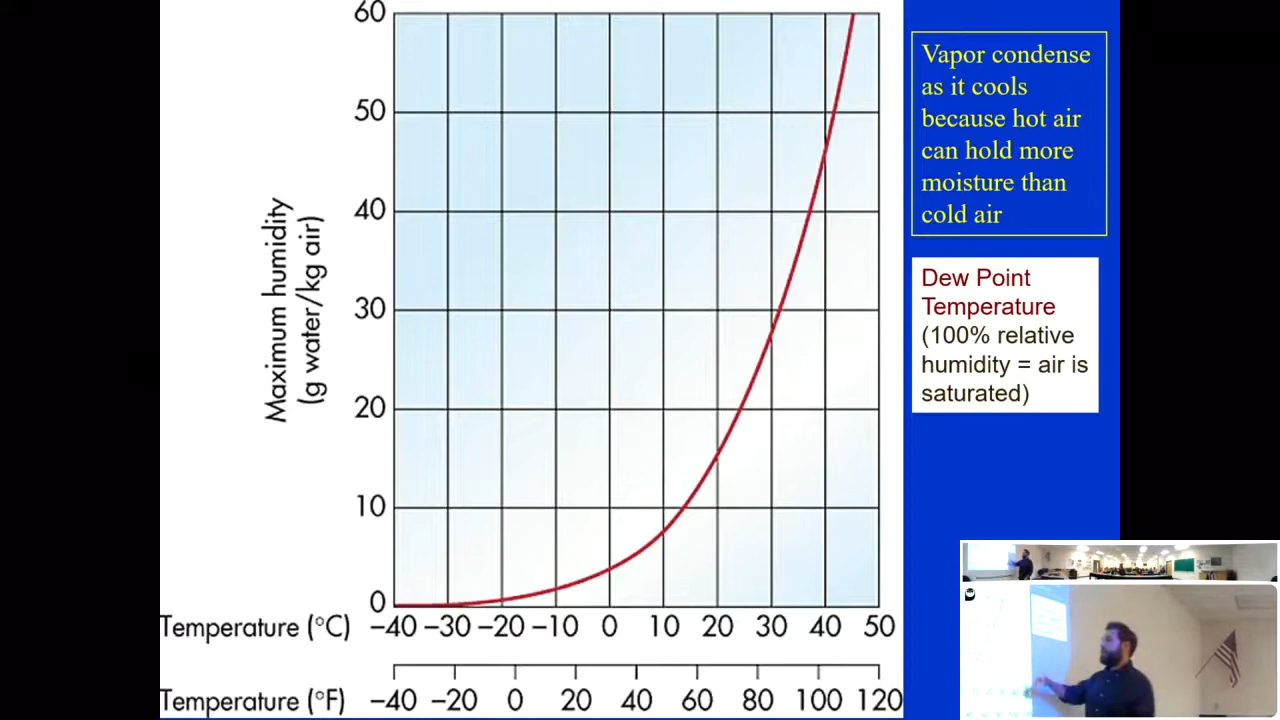 60
50
40
30
20
10
0
Maximum humidity
(g water/kg air)
Temperature (°C) –40 –30 –20 –10 0 10 20 30 40 50
Temperature (°F) –40 –20 0 20 40 60 80 100 120
Vapor condense
as it cools
because hot air
can hold more
moisture than
cold air
Dew Point
Temperature
(100% relative
humidity = air is
saturated)